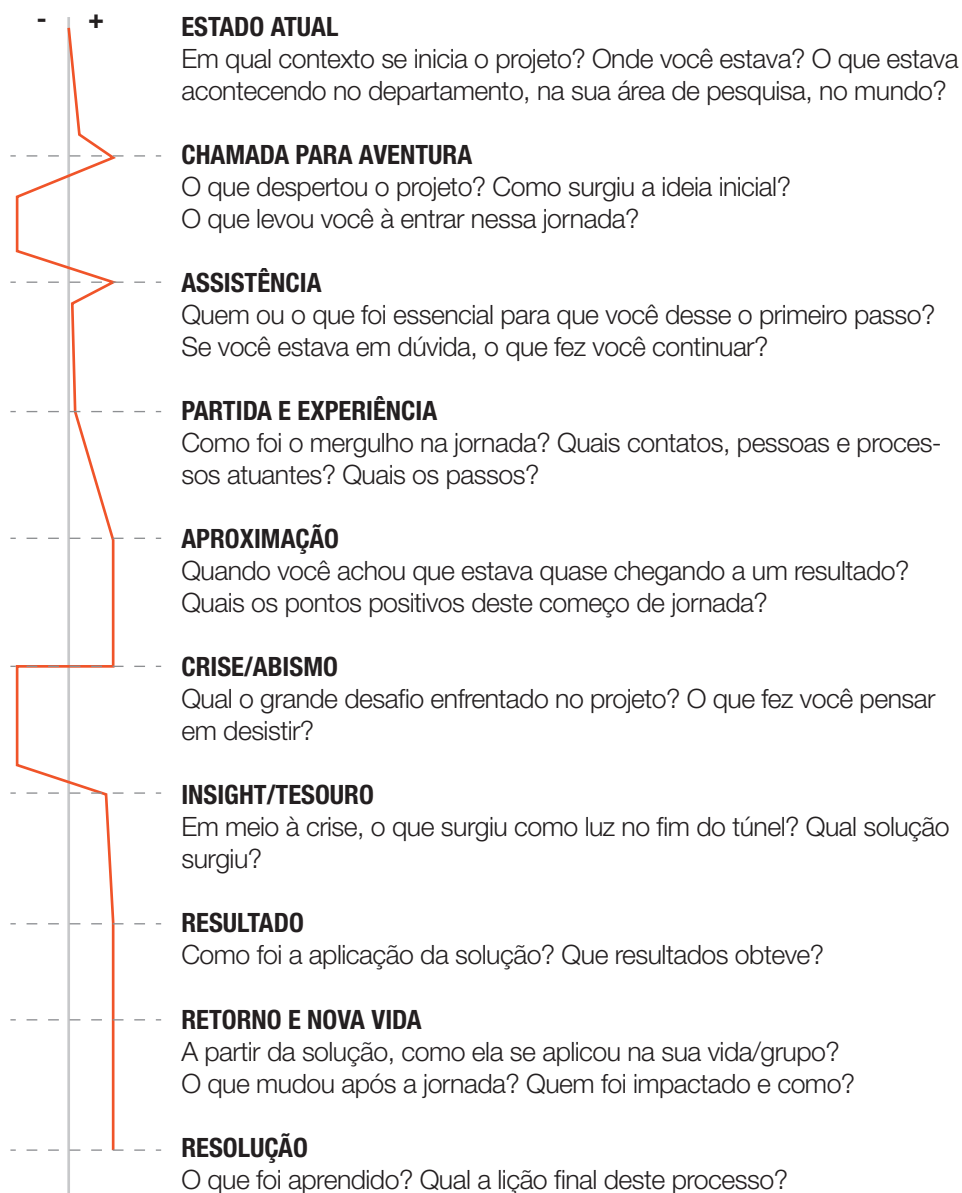 - +
ESTADO ATUAL
Em qual contexto se inicia o projeto? Onde você estava? O que estava
acontecendo no departamento, na sua área de pesquisa, no mundo?
CHAMADA PARA AVENTURA
O que despertou o projeto? Como surgiu a ideia inicial?
O que levou você à entrar nessa jornada?
ASSISTÊNCIA
Quem ou o que foi essencial para que você desse o primeiro passo?
Se você estava em dúvida, o que fez você continuar?
PARTIDA E EXPERIÊNCIA
Como foi o mergulho na jornada? Quais contatos, pessoas e proces-
sos atuantes? Quais os passos?
APROXIMAÇÃO
Quando você achou que estava quase chegando a um resultado?
Quais os pontos positivos deste começo de jornada?
CRISE/ABISMO
Qual o grande desafio enfrentado no projeto? O que fez você pensar
em desistir?
INSIGHT/TESOURO
Em meio à crise, o que surgiu como luz no fim do túnel? Qual solução
surgiu?
RESULTADO
Como foi a aplicação da solução? Que resultados obteve?
RETORNO E NOVA VIDA
A partir da solução, como ela se aplicou na sua vida/grupo?
O que mudou após a jornada? Quem foi impactado e como?
RESOLUÇÃO
O que foi aprendido? Qual a lição final deste processo?